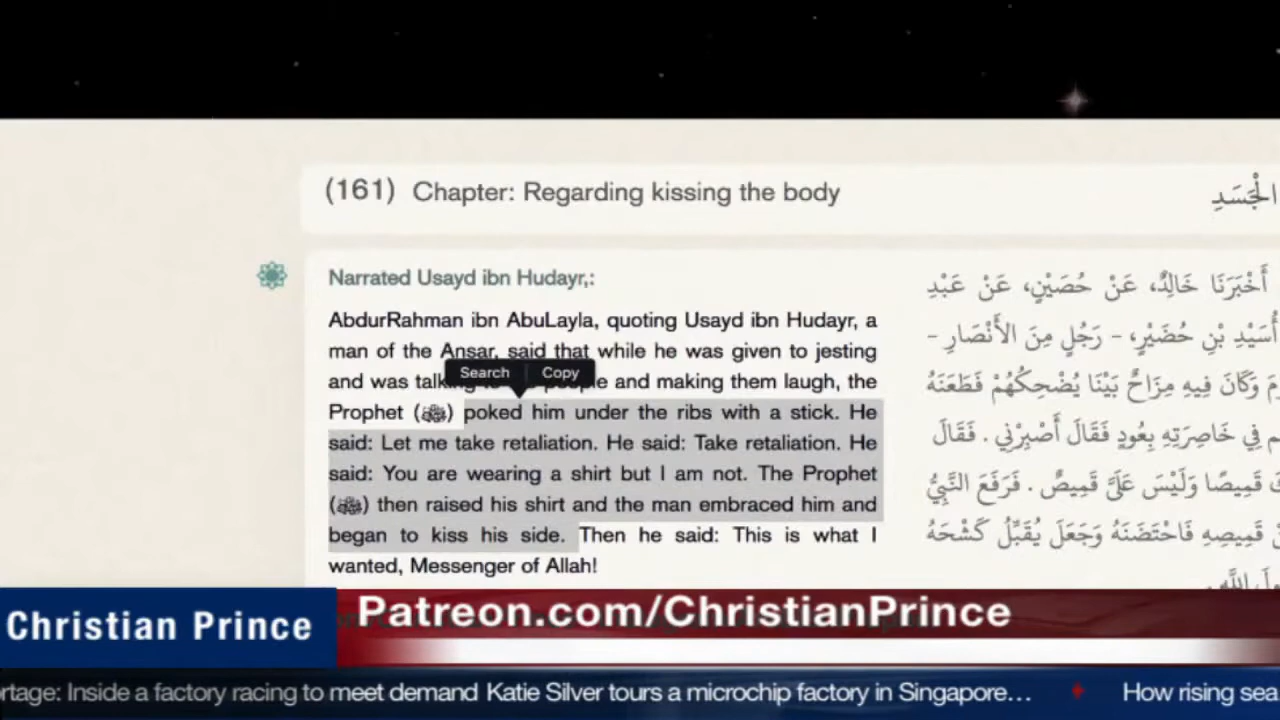 (161) Chapter: Regarding kissing the body
الْجَسَدِ
Narrated Usayd ibn Hudayr,:
AbdurRahman ibn AbuLayla, quoting Usayd ibn Hudayr, a
man of the Ansar, said that while he was given to jesting
Search Copy
and was people and making them laugh, the
Prophet (ﷺ) poked him under the ribs with a stick. He
said: Let me take retaliation. He said: Take retaliation. He
said: You are wearing a shirt but I am not. The Prophet
(ﷺ) then raised his shirt and the man embraced him and
began to kiss his side. Then he said: This is what I
wanted, Messenger of Allah!
أَخْبَرَنَا خَالِدٌ، عَنْ حُصَيْنٍ، عَنْ عَبْدِ
أُسَيْدِ بْنِ حُضَيْرٍ، - رَجُلٍ مِنَ الأَنْصَارِ -
وَكَانَ فِيهِ مِزَاحٌ بَيْنَا يُضْحِكُهُمْ فَطَعَنَهُ
فِي خَاصِرَتِهِ بِعُودٍ فَقَالَ أَصْبِرْنِي . فَقَالَ
قَمِيصًا وَلَيْسَ عَلَىَّ قَمِيصٌ . فَرَفَعَ النَّبِيُّ
قَمِيصِهِ فَاحْتَضَنَهُ وَجَعَلَ يُقَبِّلُ كَشْحَهُ
Christian Prince
Patreon.com/ChristianPrince
rtage: Inside a factory racing to meet demand Katie Silver tours a microchip factory in Singapore… How rising sea